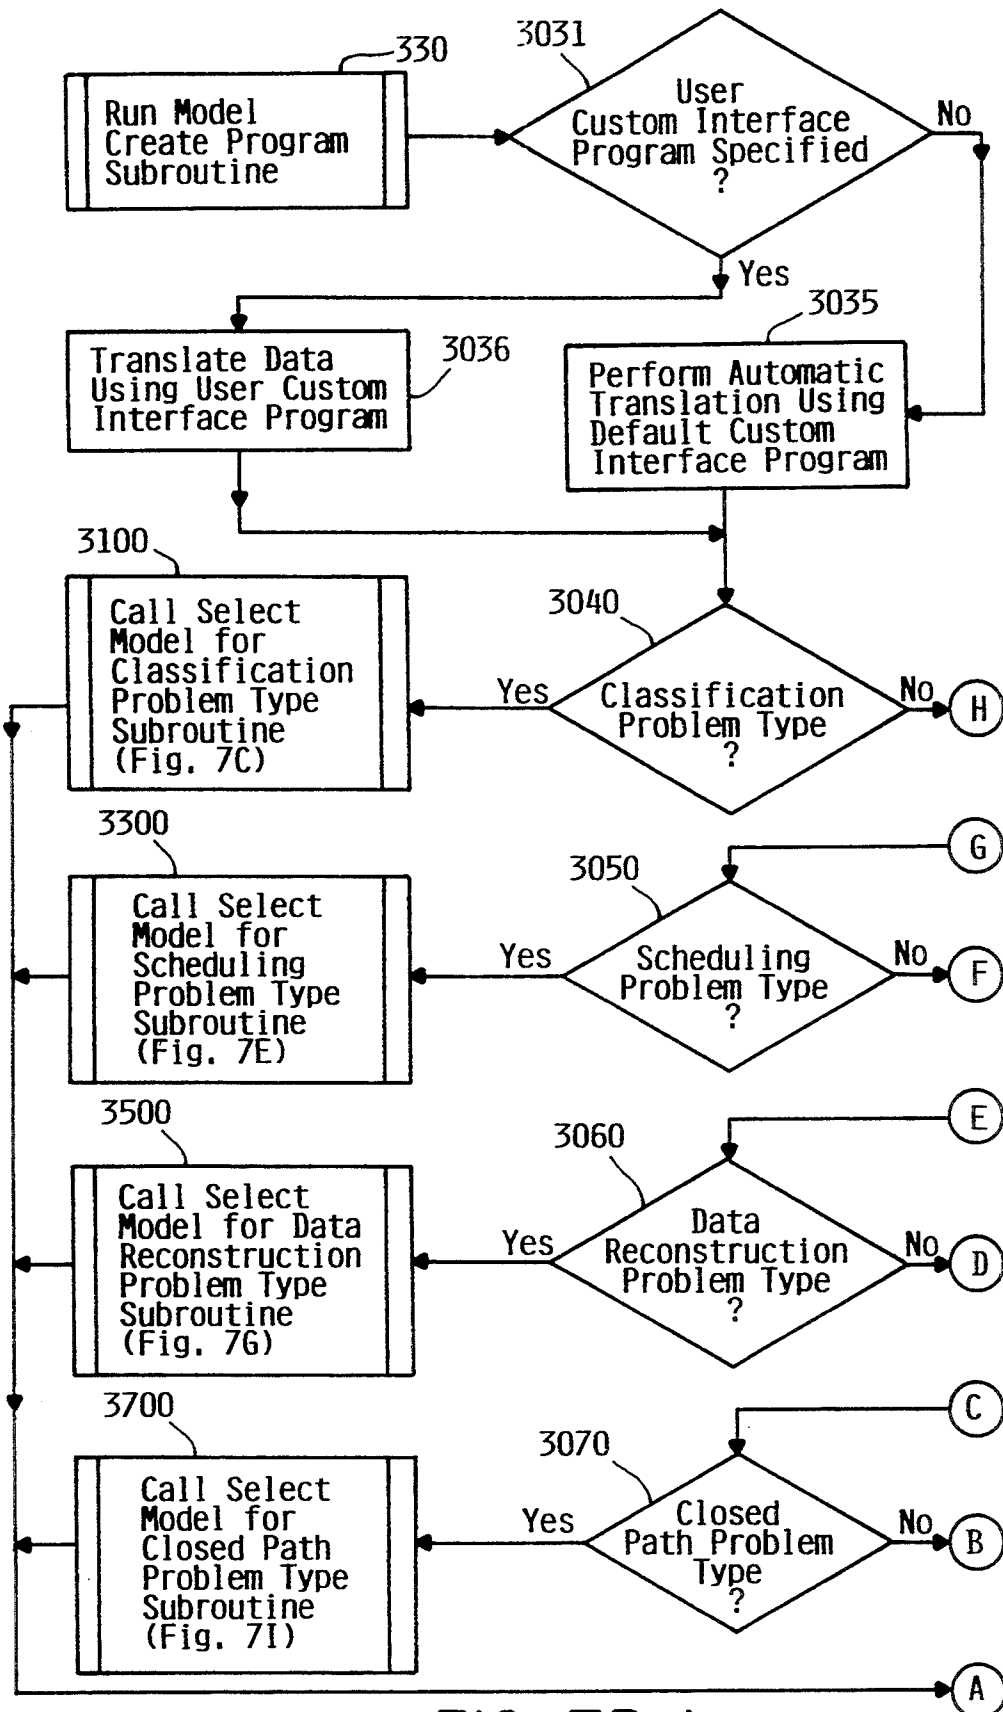 330
Run Model
Create Program
Subroutine
3031
User
Custom Interface
Program Specified
?
No
Yes
3036
Translate Data
Using User Custom
Interface Program
3035
Perform Automatic
Translation Using
Default Custom
Interface Program
3100
Call Select
Model for
Classification
Problem Type
Subroutine
(Fig. 7C)
3040
Yes
Classification
Problem Type
?
No
H
3300
Call Select
Model for
Scheduling
Problem Type
Subroutine
(Fig. 7E)
G
3050
Yes
Scheduling
Problem Type
?
No
F
3500
Call Select
Model for Data
Reconstruction
Problem Type
Subroutine
(Fig. 7G)
E
3060
Yes
Data
Reconstruction
Problem Type
?
No
D
3700
Call Select
Model for
Closed Path
Problem Type
Subroutine
(Fig. 7I)
C
3070
Yes
Closed
Path Problem
Type
?
No
B
A